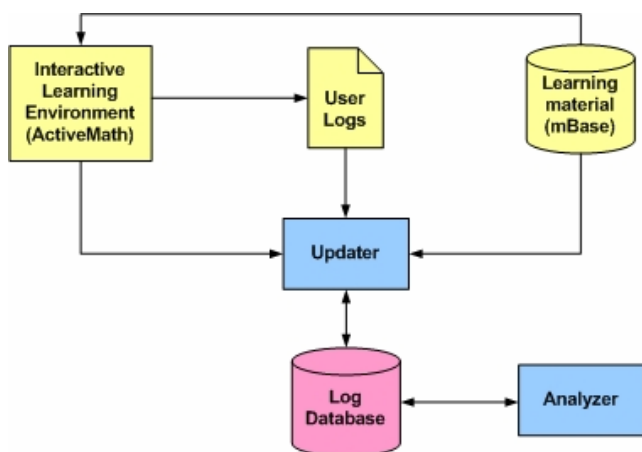 Interactive
Learning
Environment
(ActiveMath)
User
Logs
Learning
material
(mBase)
Updater
Log
Database
Analyzer